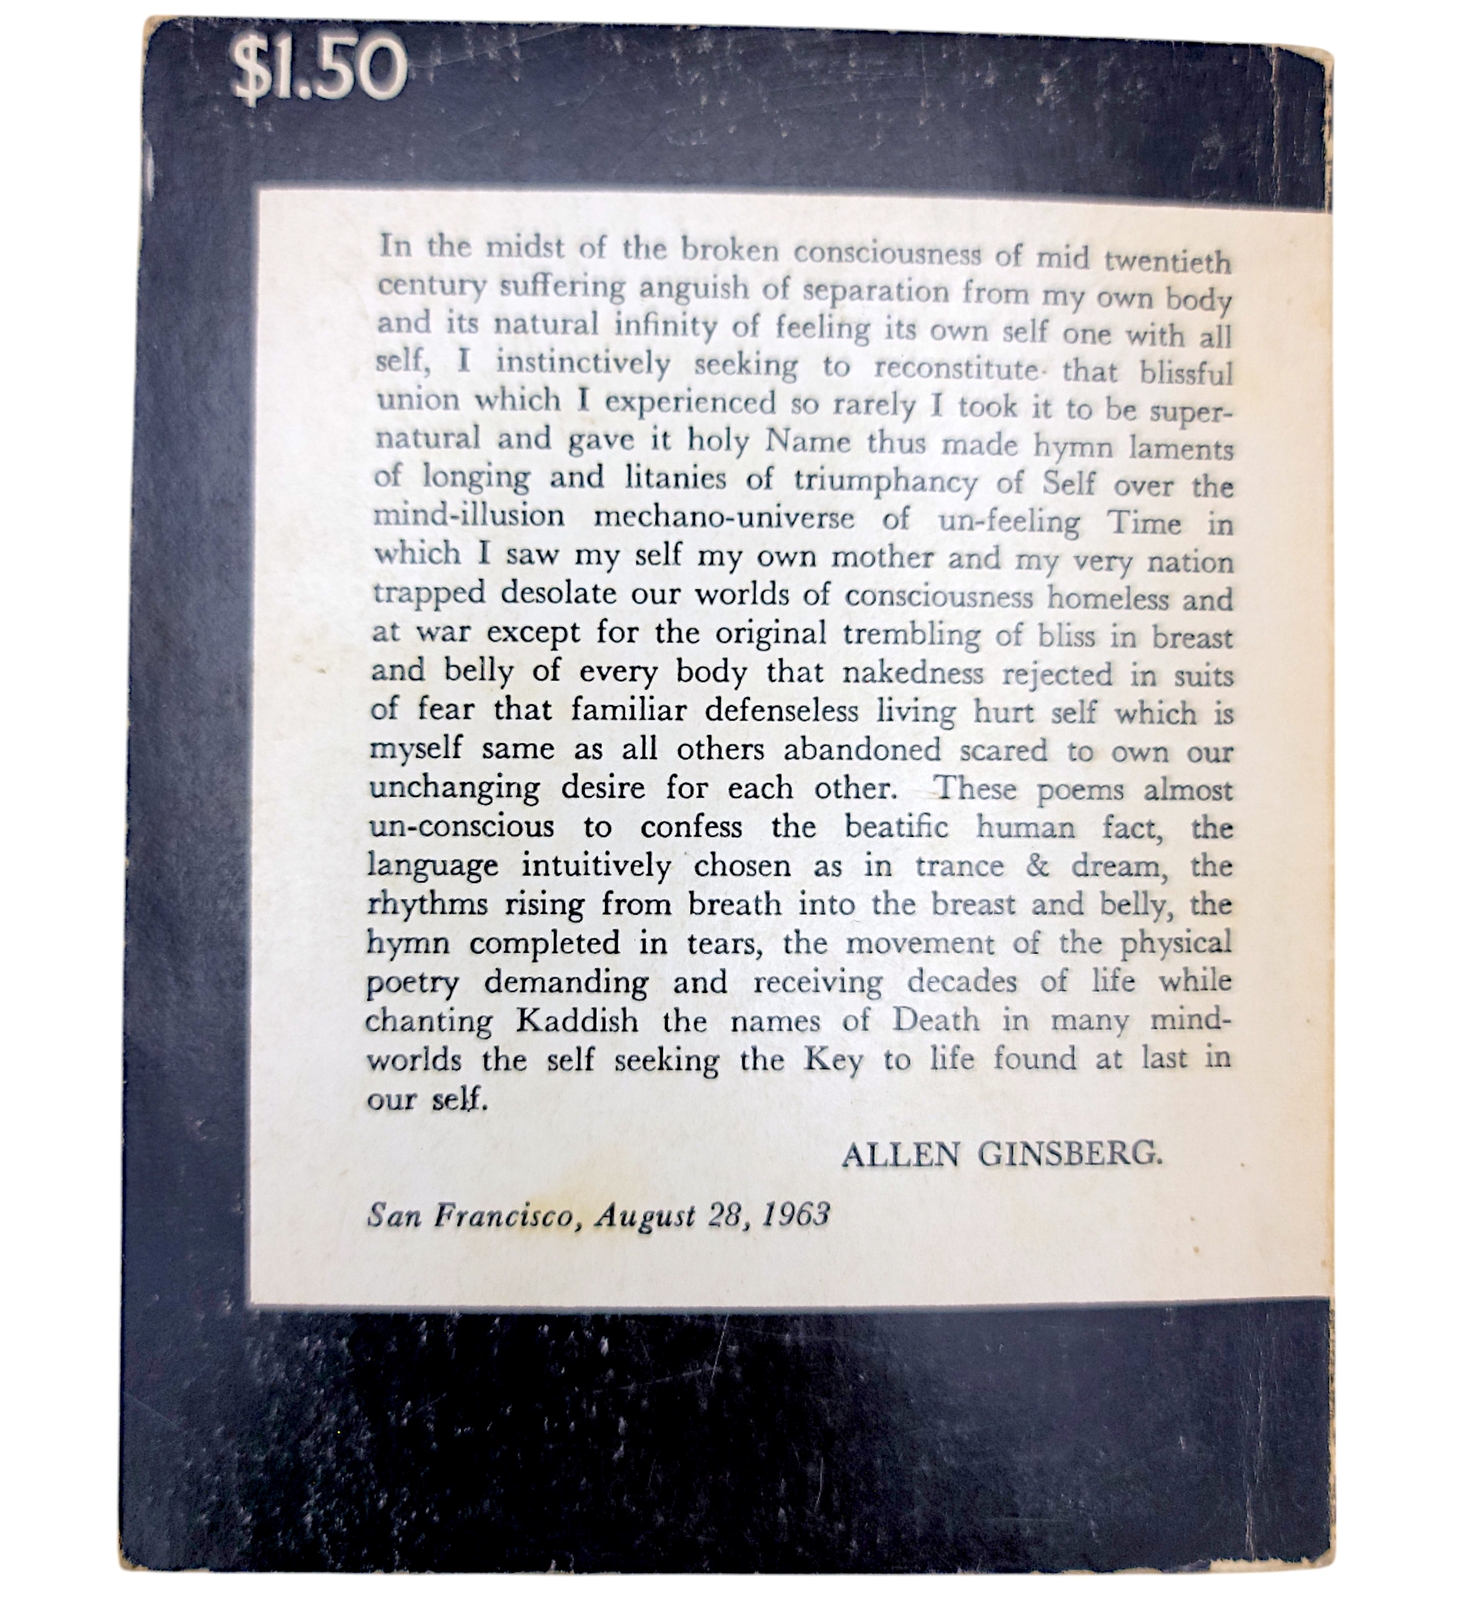 $1.50
In the midst of the broken consciousness of mid twentieth
century suffering anguish of separation from my own body
and its natural infinity of feeling its own self one with all
self, I instinctively seeking to reconstitute that blissful
union which I experienced so rarely I took it to be super-
natural and gave it holy Name thus made hymn laments
of longing and litanies of triumphancy of Self over the
mind-illusion mechano-universe of un-feeling Time in
which I saw my self my own mother and my very nation
trapped desolate our worlds of consciousness homeless and
at war except for the original trembling of bliss in breast
and belly of every body that nakedness rejected in suits
of fear that familiar defenseless living hurt self which is
myself same as all others abandoned scared to own our
unchanging desire for each other. These poems almost
un-conscious to confess the beatific human fact, the
language intuitively chosen as in trance & dream, the
rhythms rising from breath into the breast and belly, the
hymn completed in tears, the movement of the physical
poetry demanding and receiving decades of life while
chanting Kaddish the names of Death in many mind-
worlds the self seeking the Key to life found at last in
our self.
ALLEN GINSBERG.
San Francisco, August 28, 1963